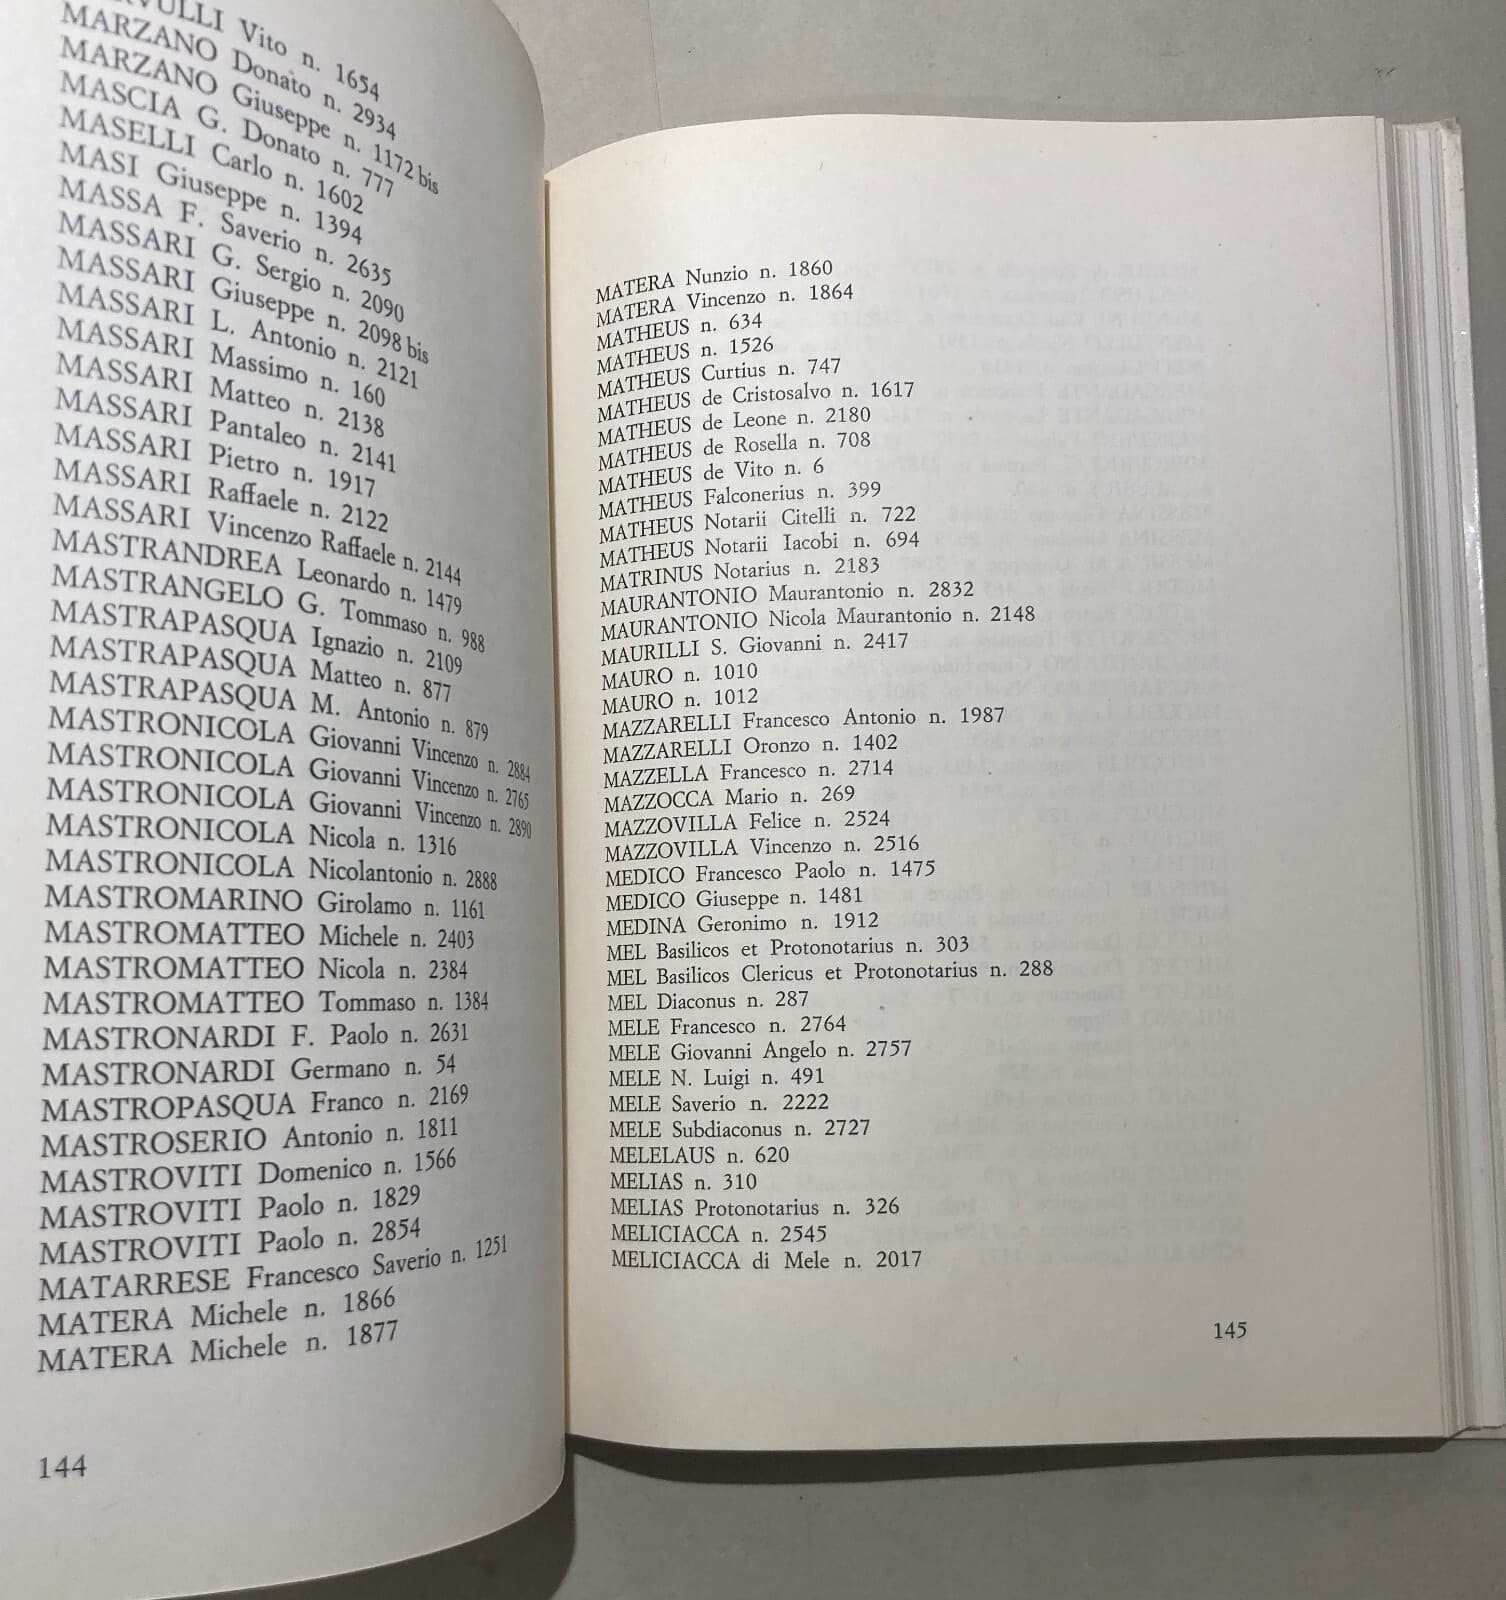 Vito n. 1654
MARZANO Donato n. 2934
MARZANO Giuseppe n. 1172 bis
MASCIA G. Donato n. 777
MASELLI Carlo n. 1602
MASI Giuseppe n. 1394
MASSA F. Saverio n. 2635
MASSARI G. Sergio n. 2090
MASSARI Giuseppe n. 2098 bis
MASSARI L. Antonio n. 2121
MASSARI Massimo n. 160
MASSARI Matteo n. 2138
MASSARI Pantaleo n. 2141
MASSARI Pietro n. 1917
MASSARI Raffaele n. 2122
MASSARI Vincenzo Raffaele n. 2144
MASTRANDREA Leonardo n. 1479
MASTRANGELO G. Tommaso n. 988
MASTRAPASQUA Ignazio n. 2109
MASTRAPASQUA Matteo n. 877
MASTRAPASQUA M. Antonio n. 879
MASTRONICOLA Giovanni Vincenzo n. 2884
MASTRONICOLA Giovanni Vincenzo n. 2765
MASTRONICOLA Giovanni Vincenzo n. 2890
MASTRONICOLA Nicola n. 1316
MASTRONICOLA Nicolantonio n. 2888
MASTROMARINO Girolamo n. 1161
MASTROMATTEO Michele n. 2403
MASTROMATTEO Nicola n. 2384
MASTROMATTEO Tommaso n. 1384
MASTRONARDI F. Paolo n. 2631
MASTRONARDI Germano n. 54
MASTROPASQUA Franco n. 2169
MASTROSERIO Antonio n. 1811
MASTROVITI Domenico n. 1566
MASTROVITI Paolo n. 1829
MASTROVITI Paolo n. 2854
MATARRESE Francesco Saverio n. 1251
MATERA Michele n. 1866
MATERA Michele n. 1877
144
MATERA Nunzio n. 1860
MATERA Vincenzo n. 1864
MATHEUS n. 634
MATHEUS n. 1526
MATHEUS Curtius n. 747
MATHEUS de Cristosalvo n. 1617
MATHEUS de Leone n. 2180
MATHEUS de Rosella n. 708
MATHEUS de Vito n. 6
MATHEUS Falconerius n. 399
MATHEUS Notarii Citelli n. 722
MATHEUS Notarii Iacobi n. 694
MATRINUS Notarius n. 2183
MAURANTONIO Maurantonio n. 2832
MAURANTONIO Nicola Maurantonio n. 2148
MAURILLI S. Giovanni n. 2417
MAURO n. 1010
MAURO n. 1012
MAZZARELLI Francesco Antonio n. 1987
MAZZARELLI Oronzo n. 1402
MAZZELLA Francesco n. 2714
MAZZOCCA Mario n. 269
MAZZOVILLA Felice n. 2524
MAZZOVILLA Vincenzo n. 2516
MEDICO Francesco Paolo n. 1475
MEDICO Giuseppe n. 1481
MEDINA Geronimo n. 1912
MEL Basilicos et Protonotarius n. 303
MEL Basilicos Clericus et Protonotarius n. 288
MEL Diaconus n. 287
MELE Francesco n. 2764
MELE Giovanni Angelo n. 2757
MELE N. Luigi n. 491
MELE Saverio n. 2222
MELE Subdiaconus n. 2727
MELELAUS n. 620
MELIAS n. 310
MELIAS Protonotarius n. 326
MELICIACCA n. 2545
MELICIACCA di Mele n. 2017
145